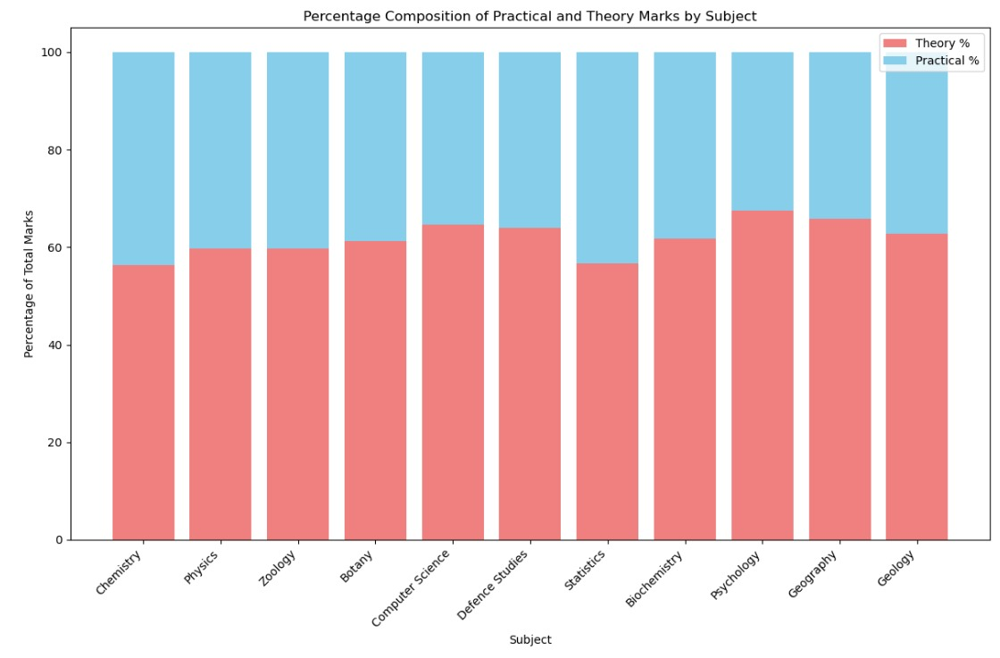 Percentage Composition of Practical and Theory Marks by Subject
Theory %
Practical %
Percentage of Total Marks
100
80
60
40
20
0
Chemistry
Physics
Zoology
Botany
Computer Science
Defence Studies
Statistics
Biochemistry
Psychology
Geography
Geology
Subject